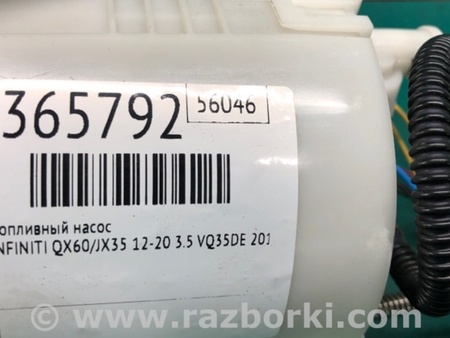 365792 56046
опливный насос
NFINITI QX60/JX35 12-20 3.5 VQ35DE 201
www.razborki.com